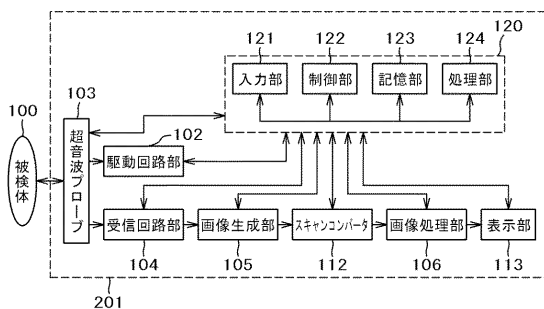 120
121 122 123 124
入力部 制御部 記憶部 処理部
100
103
102
被検体
超音波プローブ
駆動回路部
受信回路部 画像生成部 スキャンコンバータ 画像処理部 表示部
104 105 112 106 113
201